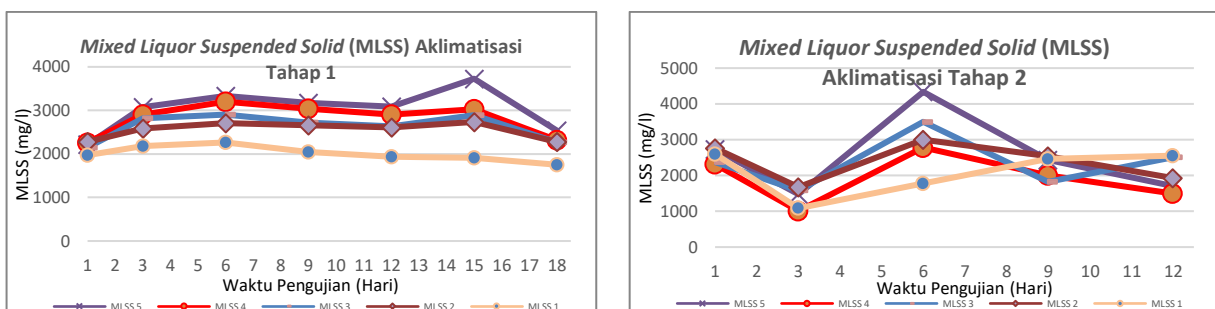 Mixed Liquor Suspended Solid (MLSS) Aklimatisasi
Tahap 1
MLSS (mg/l)
4000
3000
2000
1000
0
1 2 3 4 5 6 7 8 9 10 11 12 13 14 15 16 17 18
Waktu Pengujian (Hari)
MLSS 5 MLSS 4 MLSS 3 MLSS 2 MLSS 1
Mixed Liquor Suspended Solid (MLSS)
Aklimatisasi Tahap 2
MLSS (mg/l)
5000
4000
3000
2000
1000
0
1 2 3 4 5 6 7 8 9 10 11 12
Waktu Pengujian (Hari)
MLSS 5 MLSS 4 MLSS 3 MLSS 2 MLSS 1